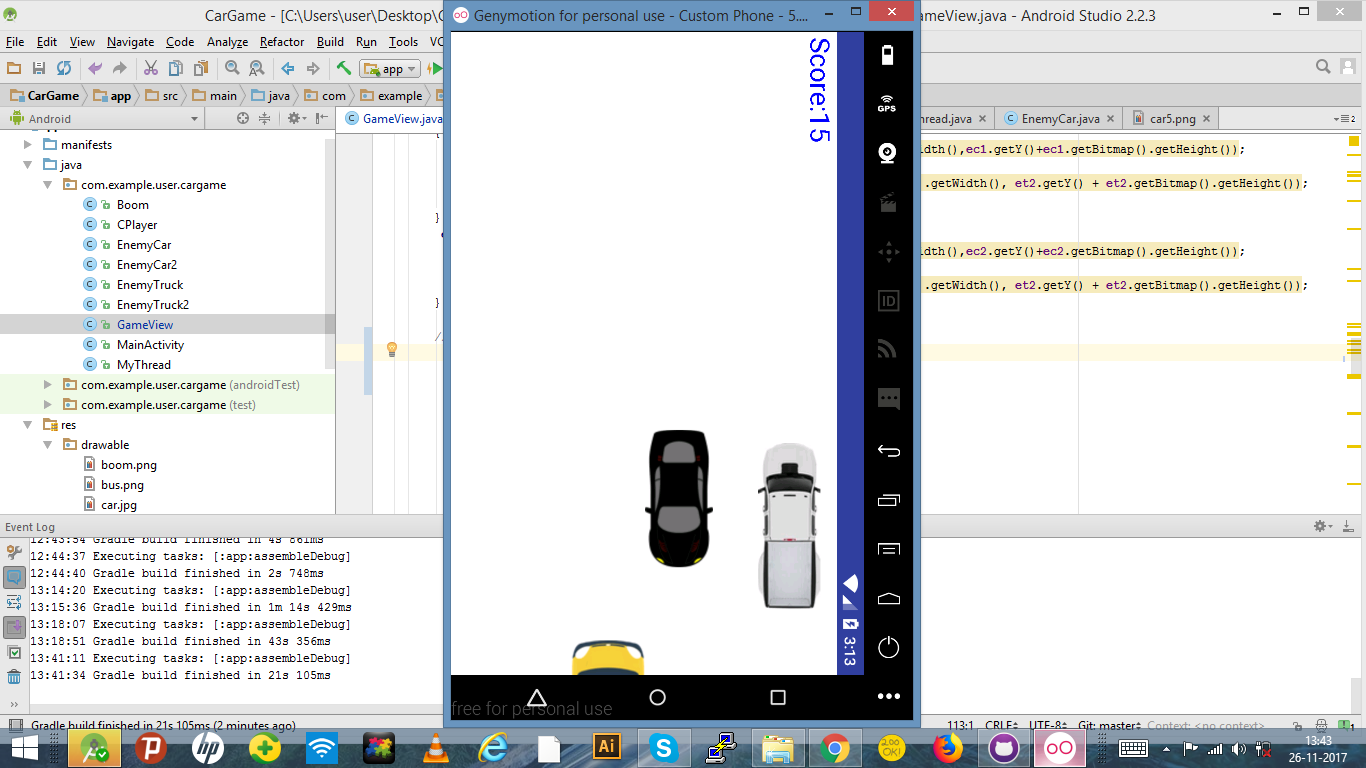 CarGame - [C:\Users\user\Desktop\C
Genymotion for personal use - Custom Phone - 5....
ameView.java - Android Studio 2.2.3
File Edit View Navigate Code Analyze Refactor Build Run Tools VC
app
CarGame app src main java com example
Android
GameView.java
hread.java
EnemyCar.java
car5.png
2
manifests
java
com.example.user.cargame
Boom
CPlayer
EnemyCar
EnemyCar2
EnemyTruck
EnemyTruck2
GameView
MainActivity
MyThread
com.example.user.cargame (androidTest)
com.example.user.cargame (test)
res
drawable
boom.png
bus.png
car.jpg
}
}
idth(),ec1.getY()+ec1.getBitmap().getHeight());
.getWidth(), et2.getY() + et2.getBitmap().getHeight());
idth(),ec2.getY()+ec2.getBitmap().getHeight());
.getWidth(), et2.getY() + et2.getBitmap().getHeight());
Score:15
3:13
GPS
ID
free for personal use
Event Log
12:43:54 Gradle build finished in 4s 861ms
12:44:37 Executing tasks: [:app:assembleDebug]
12:44:40 Gradle build finished in 2s 748ms
13:14:20 Executing tasks: [:app:assembleDebug]
13:15:36 Gradle build finished in 1m 14s 429ms
13:18:07 Executing tasks: [:app:assembleDebug]
13:18:51 Gradle build finished in 43s 356ms
13:41:11 Executing tasks: [:app:assembleDebug]
13:41:34 Gradle build finished in 21s 105ms
Gradle build finished in 21s 105ms (2 minutes ago)
113:1 CRLF UTF-8 Git: master Context: <no context> 1
hp
Ai
200 OK!
13:43
26-11-2017